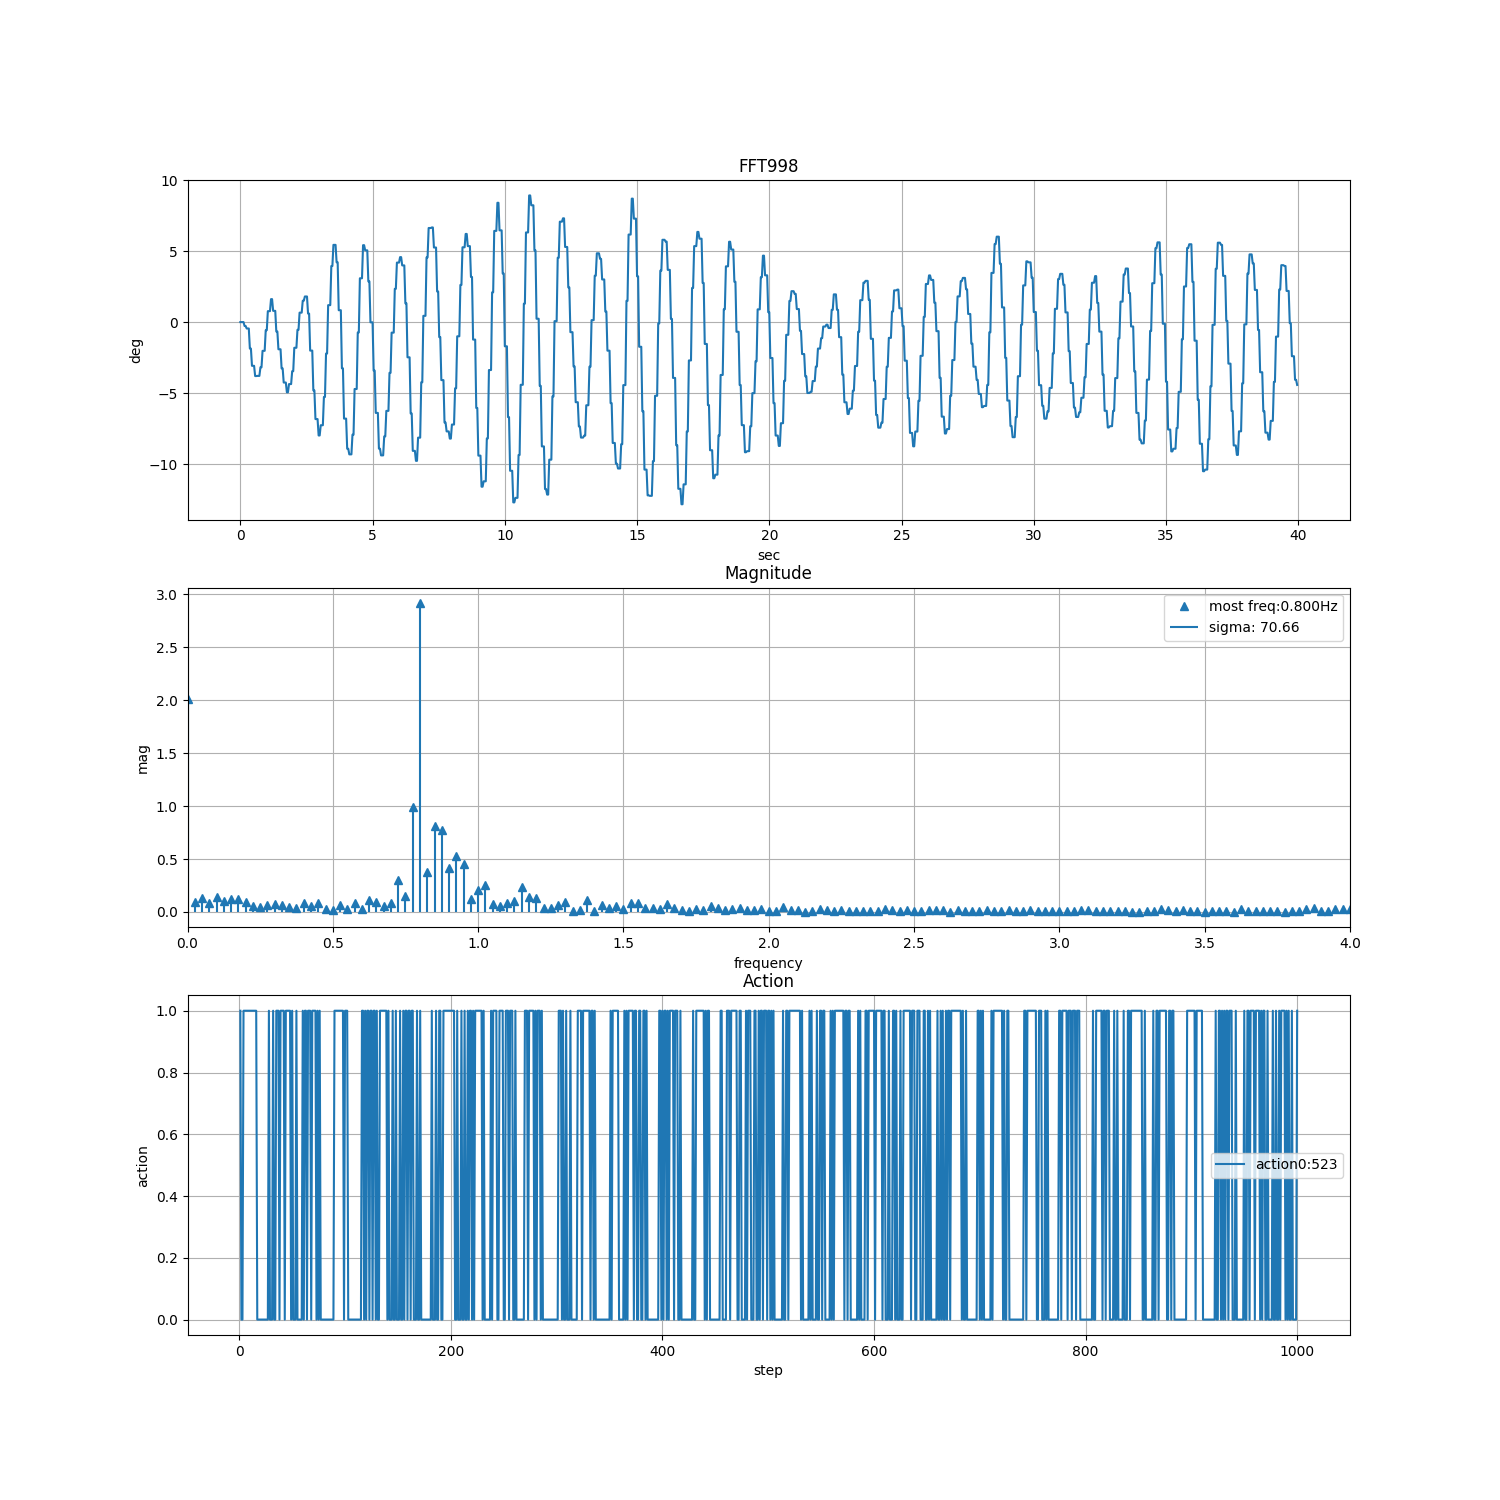 FFT998
10
5
0
−5
−10
deg
0 5 10 15 20 25 30 35 40
sec
Magnitude
3.0
2.5
2.0
1.5
1.0
0.5
0.0
mag
most freq:0.800Hz
sigma: 70.66
0.0 0.5 1.0 1.5 2.0 2.5 3.0 3.5 4.0
frequency
Action
1.0
0.8
0.6
0.4
0.2
0.0
action
action0:523
0 200 400 600 800 1000
step